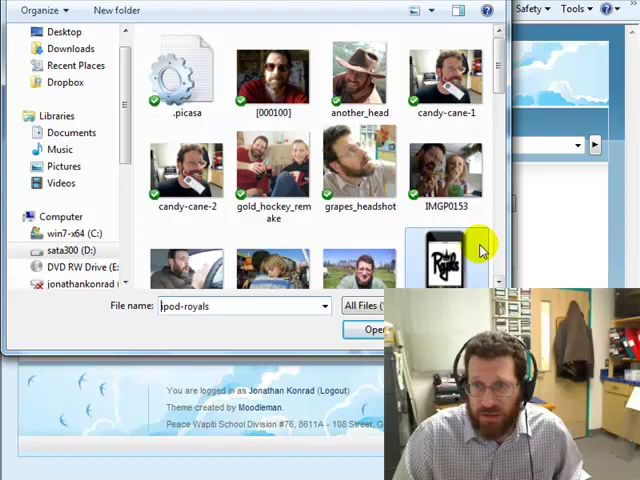 Organize
New folder
Safety
Tools
Desktop
Downloads
Recent Places
Dropbox
Libraries
Documents
Music
Pictures
Videos
Computer
win7-x64 (C:)
sata300 (D:)
DVD RW Drive (E:
jonathankonrad (
.picasa
[000100]
another_head
candy-cane-1
candy-cane-2
gold_hockey_rem
ake
grapes_headshot
IMGP0153
the Royals
File name:
ipod-royals
All Files (
Open
You are logged in as Jonathan Konrad (Logout)
Theme created by Moodleman.
Peace Wapiti School Division #76, 8611A – 108 Street, G